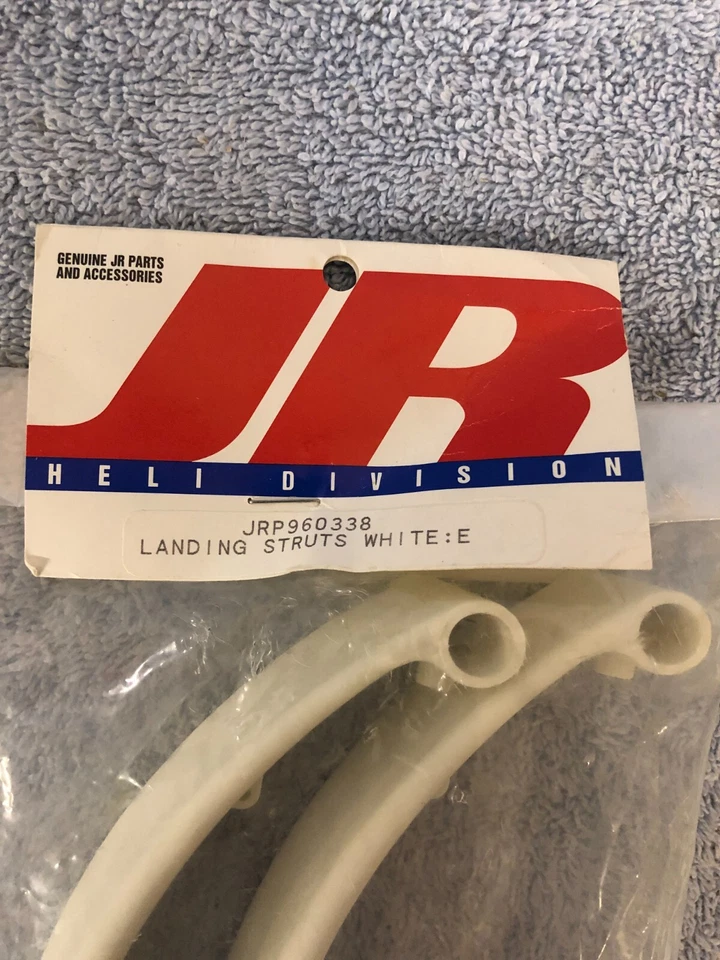 GENUINE JR PARTS
AND ACCESSORIES
JR
HELI DIVISION
JRP960338
LANDING STRUTS WHITE:E